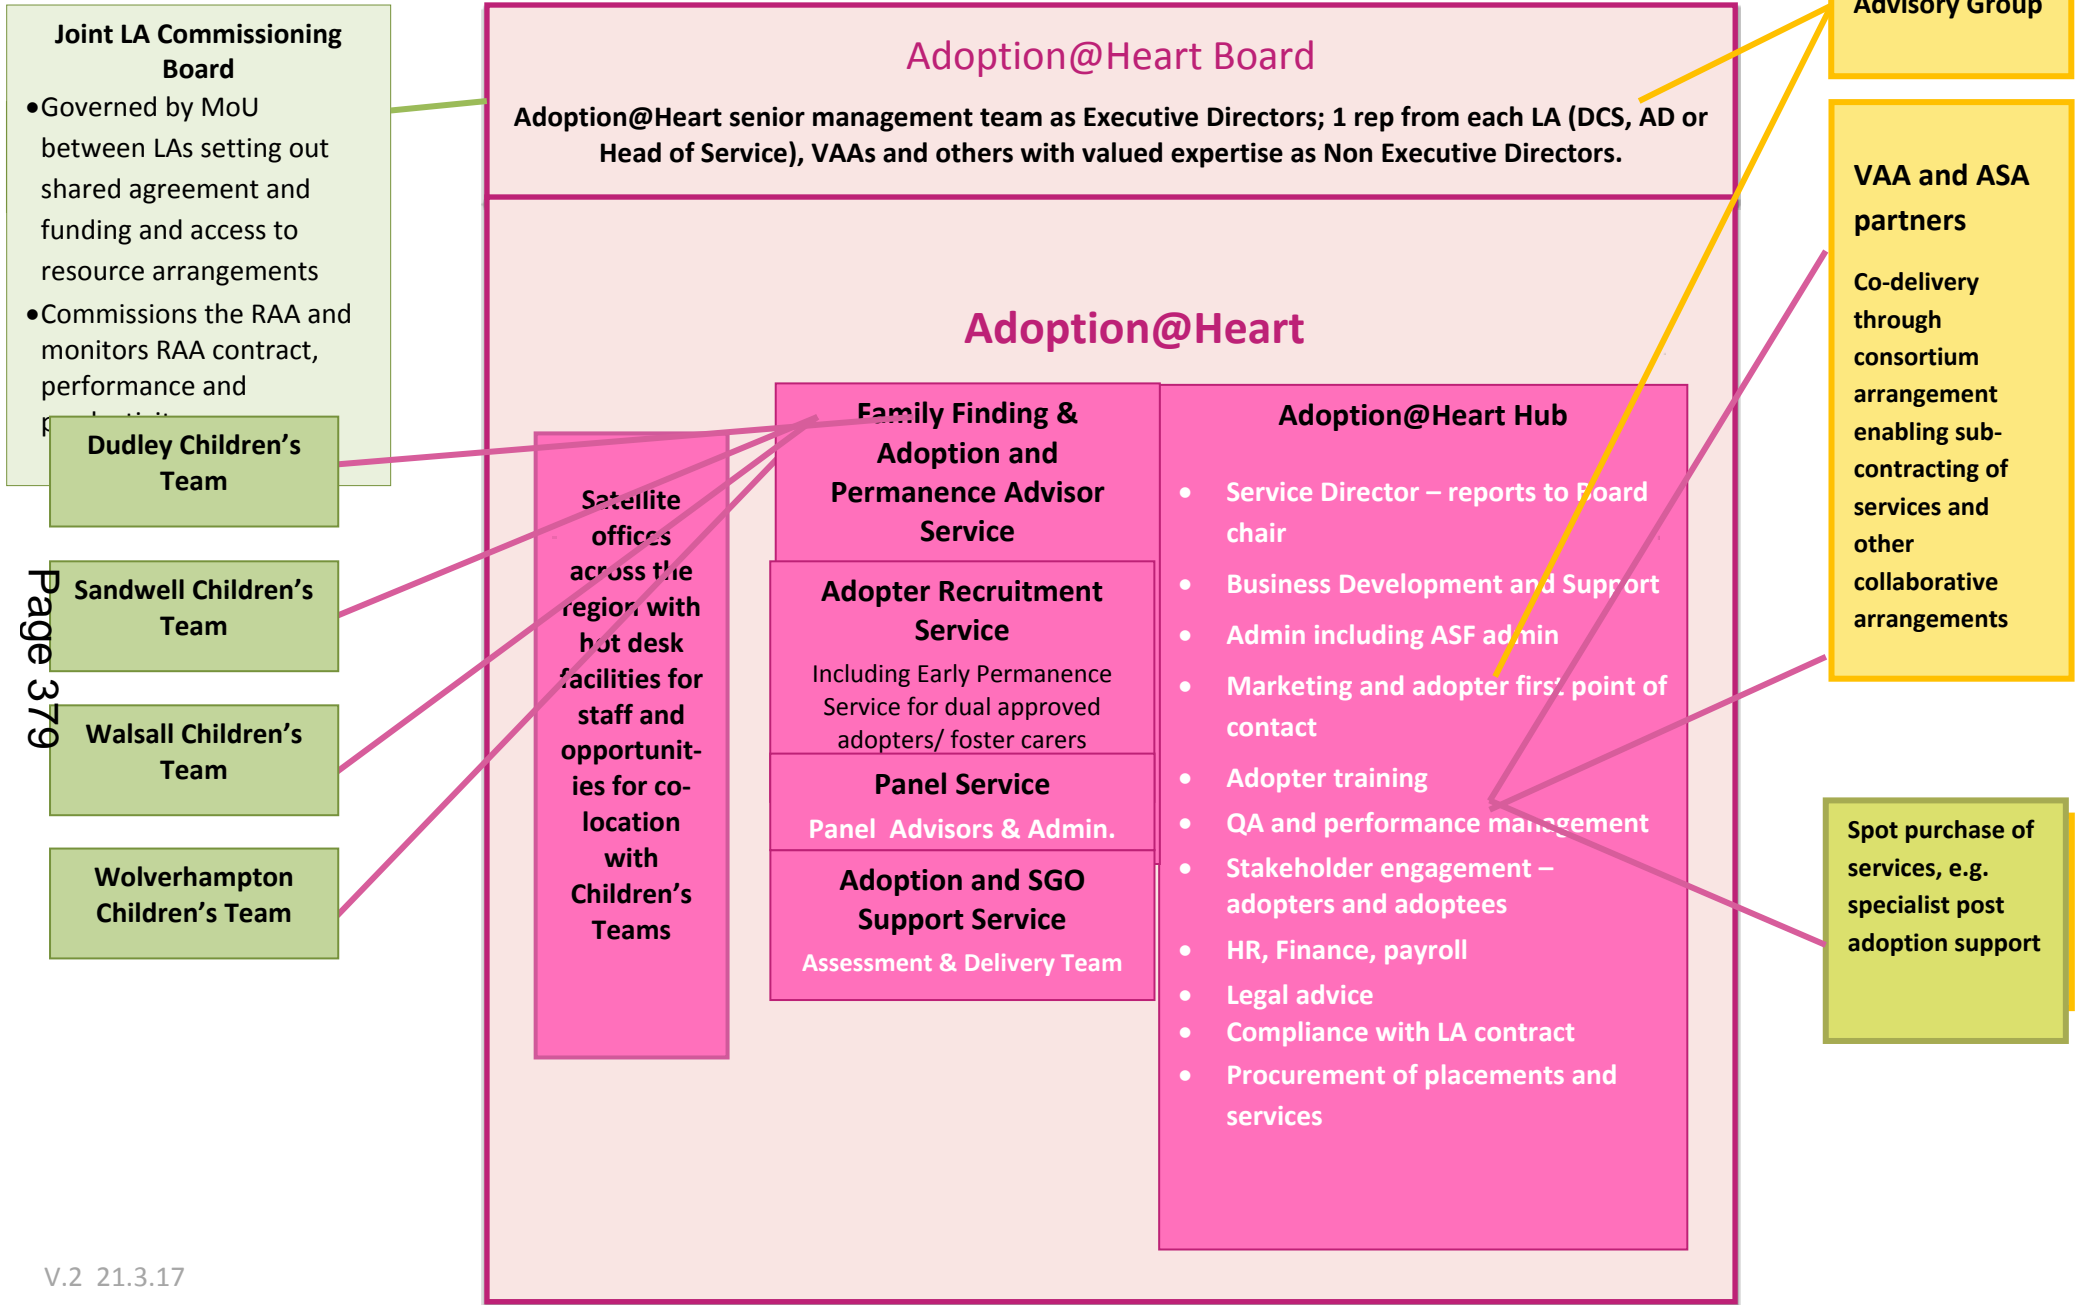 Joint LA Commissioning
Board
•Governed by MoU
between LAs setting out
shared agreement and
funding and access to
resource arrangements
•Commissions the RAA and
monitors RAA contract,
performance and
Dudley Children's
Team
Sandwell Children's
Team
Walsall Children's
Team
Wolverhampton
Children's Team
Page 379
V.2 21.3.17
Adoption@Heart Board
Adoption@Heart senior management team as Executive Directors; 1 rep from each LA (DCS, AD or
Head of Service), VAAs and others with valued expertise as Non Executive Directors.
Adoption@Heart
Satellite
offices
across the
region with
hot desk
facilities for
staff and
opportunit-
ies for co-
location
with
Children's
Teams
Family Finding &
Adoption and
Permanence Advisor
Service
Adopter Recruitment
Service
Including Early Permanence
Service for dual approved
adopters/ foster carers
Panel Service
Panel Advisors & Admin.
Adoption and SGO
Support Service
Assessment & Delivery Team
Adoption@Heart Hub
• Service Director – reports to Board
chair
• Business Development and Support
• Admin including ASF admin
• Marketing and adopter first point of
contact
• Adopter training
• QA and performance management
• Stakeholder engagement –
adopters and adoptees
• HR, Finance, payroll
• Legal advice
• Compliance with LA contract
• Procurement of placements and
services
Advisory Group
VAA and ASA
partners
Co-delivery
through
consortium
arrangement
enabling sub-
contracting of
services and
other
collaborative
arrangements
Spot purchase of
services, e.g.
specialist post
adoption support